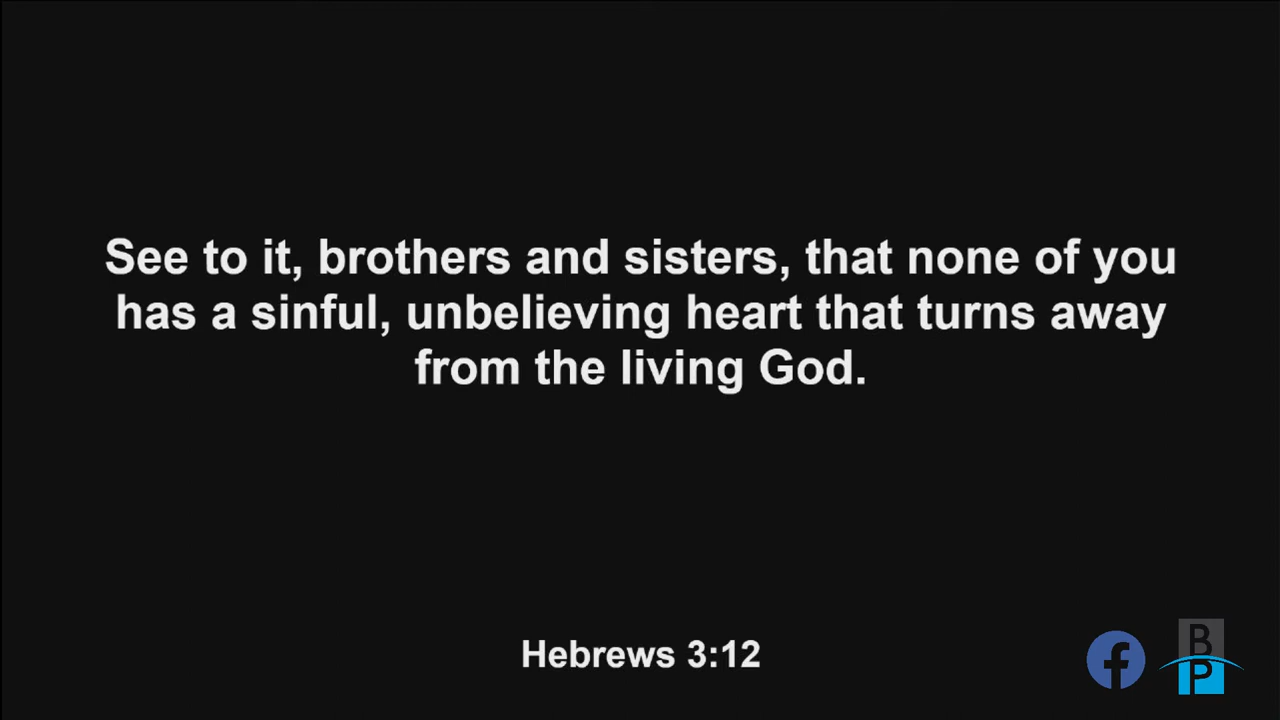 See to it, brothers and sisters, that none of you
has a sinful, unbelieving heart that turns away
from the living God.
Hebrews 3:12
f
B
P